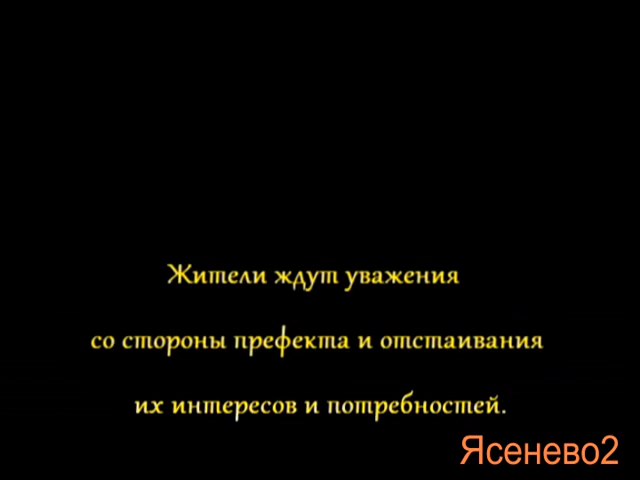 Жители ждут уважения
со стороны префекта и отстаивания
их интересов и потребностей.
Ясенево2